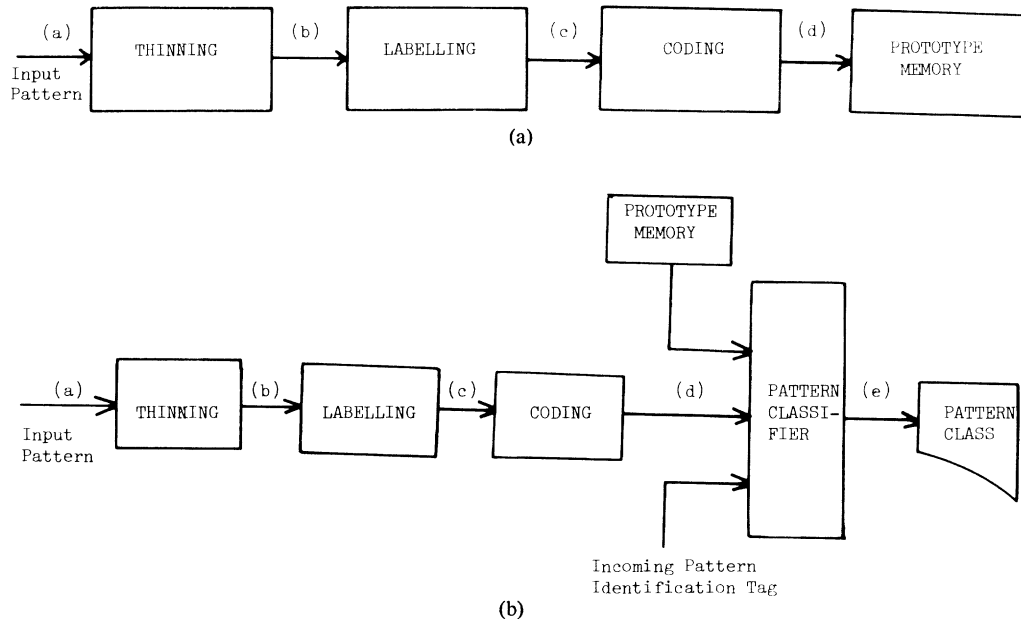 (a)
THINNING
(b)
LABELLING
(c)
CODING
(d)
PROTOTYPE
MEMORY
Input
Pattern
(a)
PROTOTYPE
MEMORY
(a)
THINNING
(b)
LABELLING
(c)
CODING
(d)
PATTERN
CLASSI-
FIER
(e)
PATTERN
CLASS
Input
Pattern
Incoming Pattern
Identification Tag
(b)